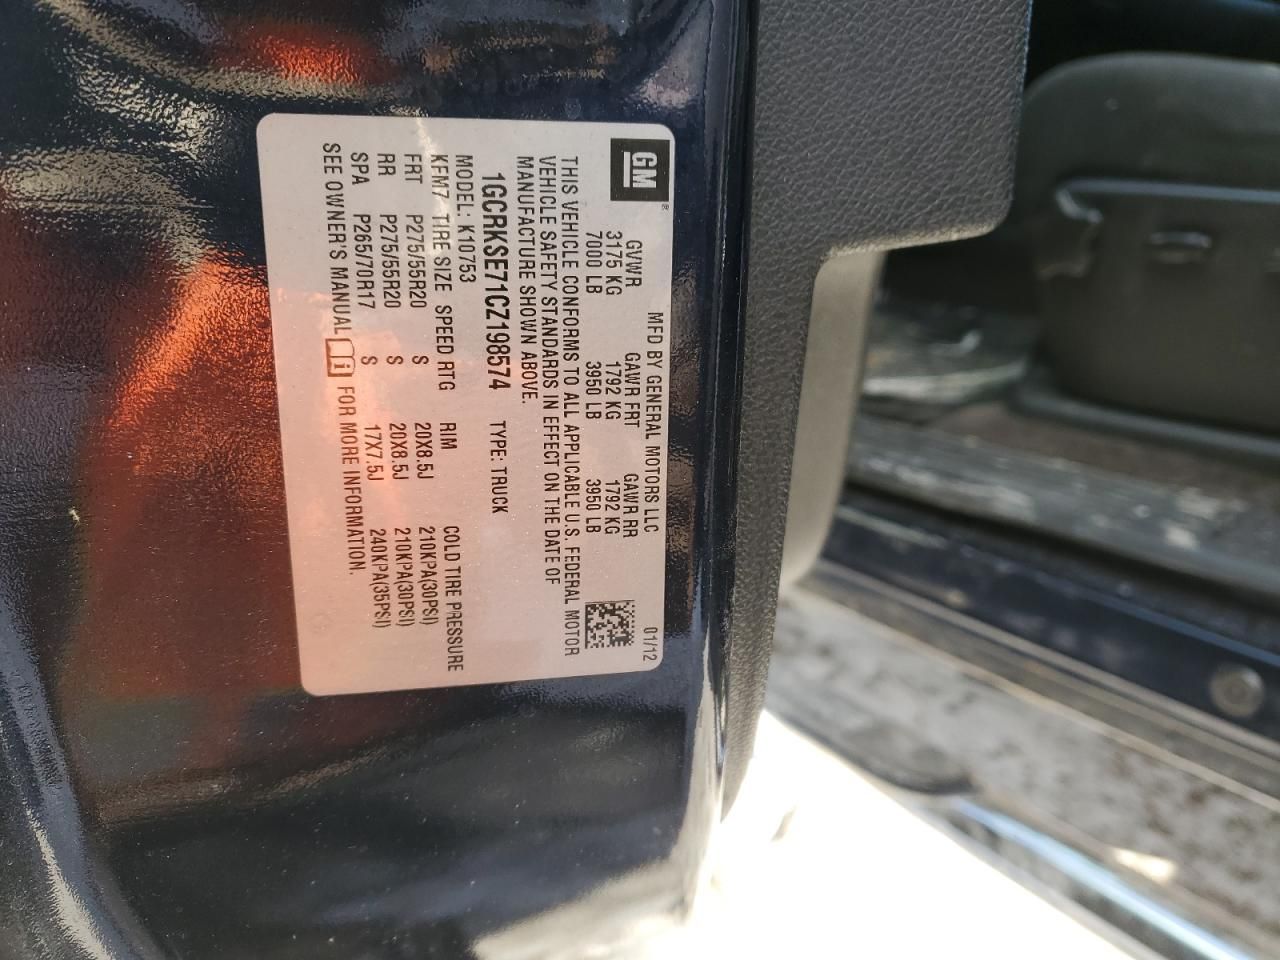 GM®
MFD BY GENERAL MOTORS LLC 01/12
GVWR GAWR FRT GAWR RR
3175 KG 1792 KG 1792 KG
7000 LB 3950 LB 3950 LB
THIS VEHICLE CONFORMS TO ALL APPLICABLE U.S. FEDERAL MOTOR
VEHICLE SAFETY STANDARDS IN EFFECT ON THE DATE OF
MANUFACTURE SHOWN ABOVE.
1GCRKSE71CZ198574 TYPE: TRUCK
MODEL: K10753
KFM7 TIRE SIZE SPEED RTG RIM COLD TIRE PRESSURE
FRT P275/55R20 S 20X8.5J 210KPA(30PSI)
RR P275/55R20 S 20X8.5J 210KPA(30PSI)
SPA P265/70R17 S 17X7.5J 240KPA(35PSI)
SEE OWNER'S MANUAL i FOR MORE INFORMATION.